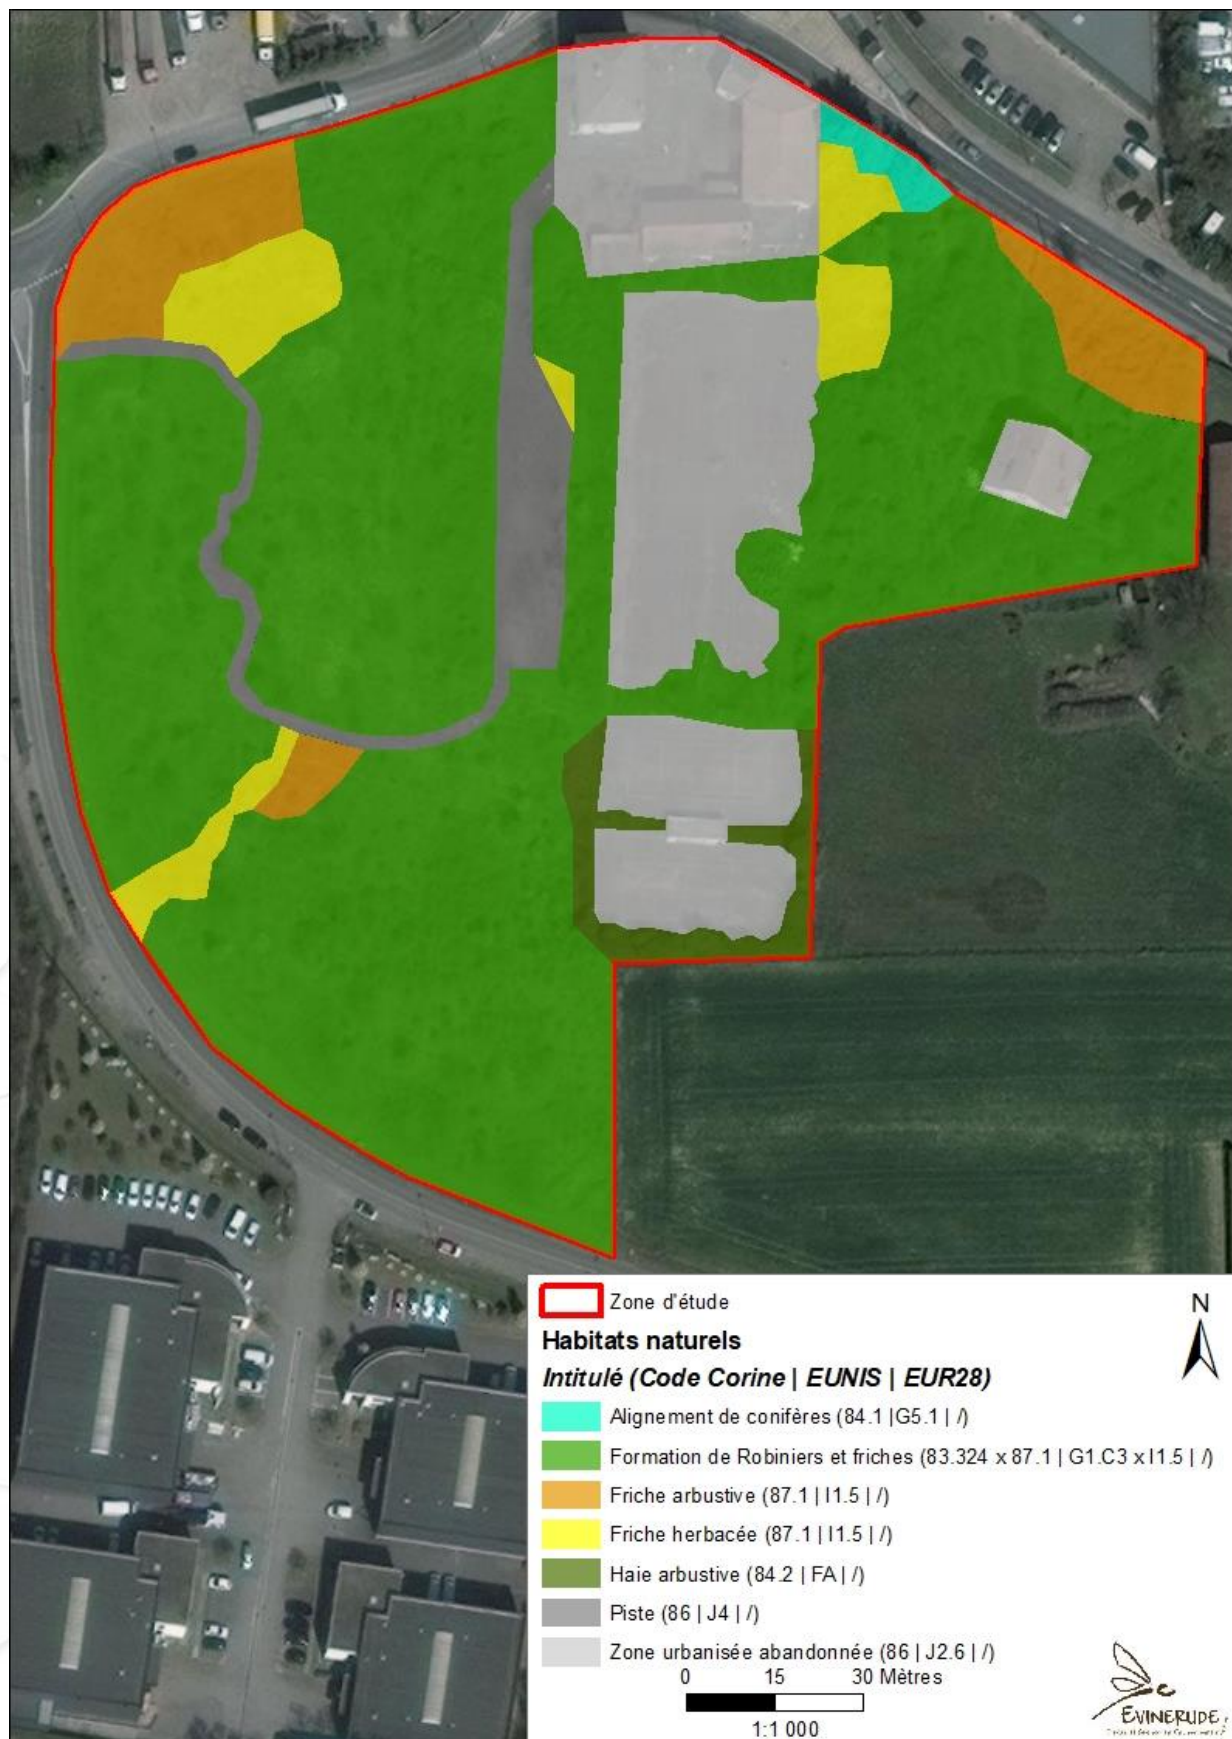 Zone d'étude
N
Habitats naturels
Intitulé (Code Corine | EUNIS | EUR28)
Alignement de conifères (84.1 |G5.1 | /)
Formation de Robiniers et friches (83.324 x 87.1 | G1.C3 x I1.5 | /)
Friche arbustive (87.1 | I1.5 | /)
Friche herbacée (87.1 | I1.5 | /)
Haie arbustive (84.2 | FA | /)
Piste (86 | J4 | /)
Zone urbanisée abandonnée (86 | J2.6 | /)
0 15 30 Mètres
1:1 000
EVINERUDE